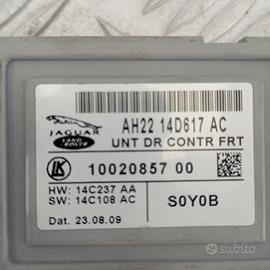 AH22 14D617 AC
JAGUAR
LAND ROVER
UNT DR CONTR FRT
LK 10020857 00
HW: 14C237 AA
SW: 14C108 AC
S0Y0B
Dat. 23.08.09
subito